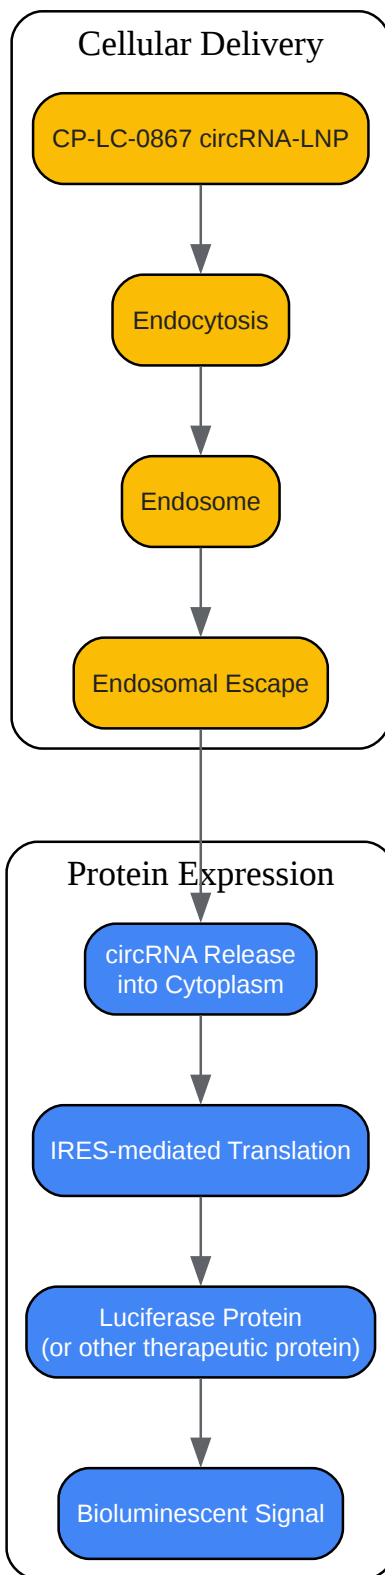 Cellular Delivery
CP-LC-0867 circRNA-LNP
Endocytosis
Endosome
Endosomal Escape
Protein Expression
circRNA Release
into Cytoplasm
IRES-mediated Translation
Luciferase Protein
(or other therapeutic protein)
Bioluminescent Signal